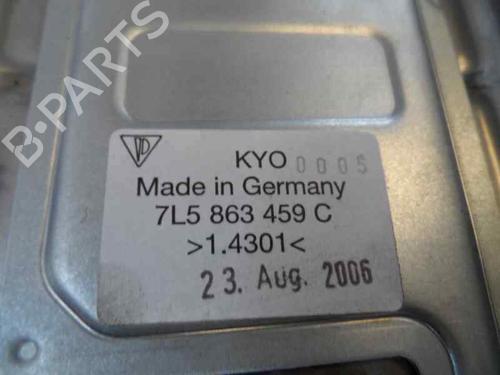 B-PARTS
KYO 0005
Made in Germany
7L5 863 459 C
>1.4301<
23. Aug. 2006